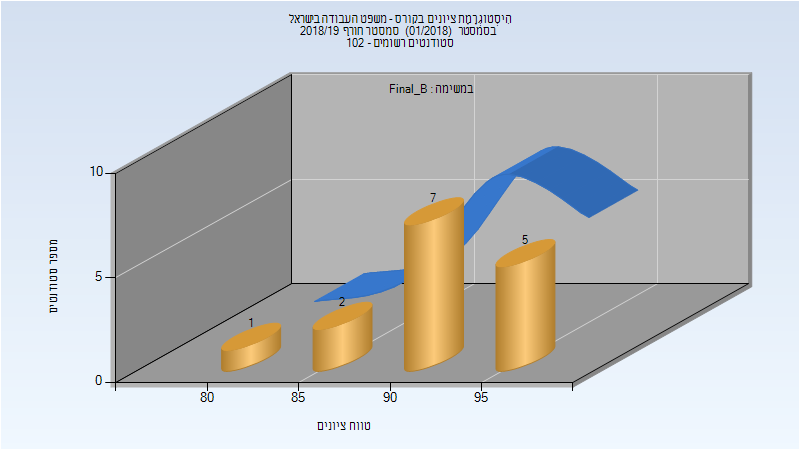 היסטוגרמת ציונים בקורס - משפט העבודה בישראל
בסמסטר (01/2018) סמסטר חורף 2018/19
סטודנטים רשומים - 102
במשימה : Final_B
מספר סטודנטים
10
5
0
1
2
7
5
80
85
90
95
טווח ציונים